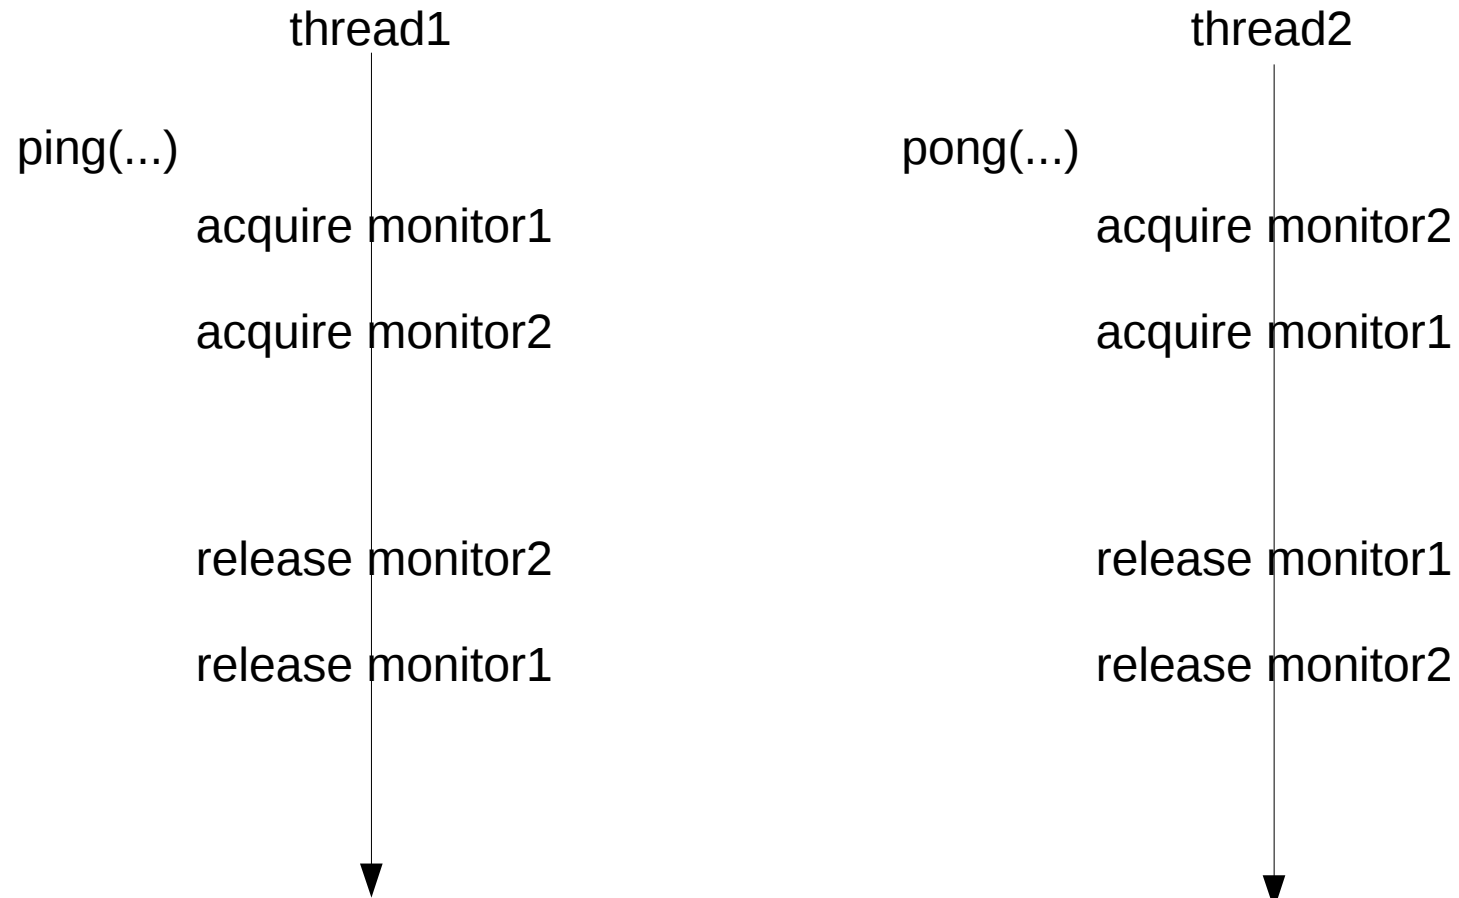 thread1
ping(...)
acquire monitor1
acquire monitor2
release monitor2
release monitor1
thread2
pong(...)
acquire monitor2
acquire monitor1
release monitor1
release monitor2